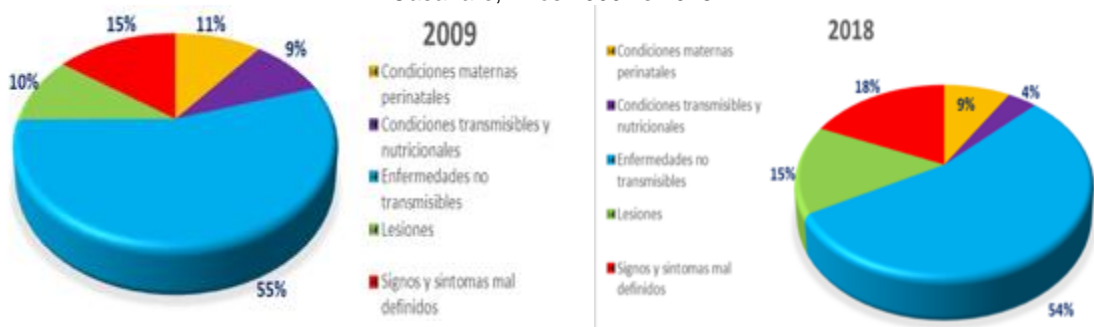 2009
15%
11%
9%
10%
55%
Condiciones maternas
perinatales
Condiciones transmisibles y
nutricionales
Enfermedades no
transmisibles
Lesiones
Signos y sintomas mal
definidos
2018
Condiciones maternas
perinatales
Condiciones transmisibles y
nutricionales
Enfermedades no
transmisibles
Lesiones
Signos y sintomas mal
definidos
18%
9%
4%
15%
54%